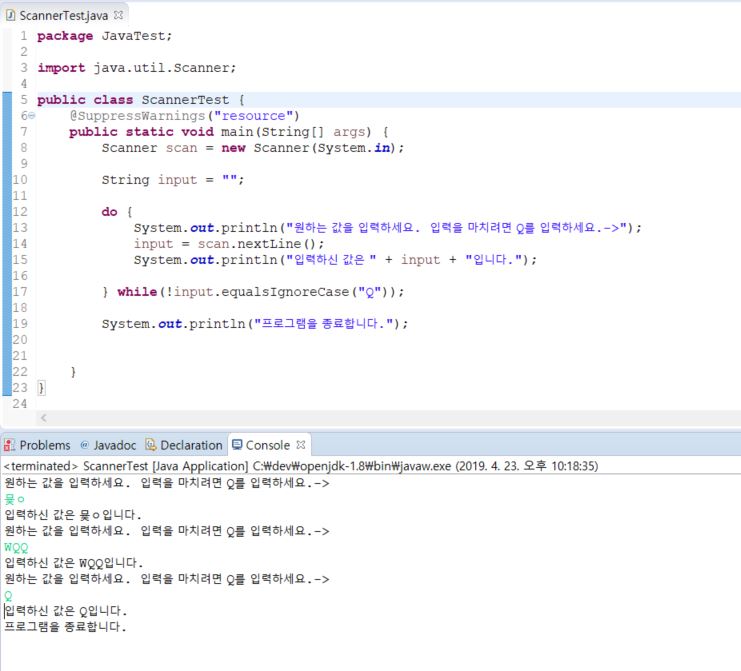 ScannerTest.java
1 package JavaTest;
2
3 import java.util.Scanner;
4
5 public class ScannerTest {
6 @SuppressWarnings("resource")
7 public static void main(String[] args) {
8 Scanner scan = new Scanner(System.in);
9
10 String input = "";
11
12 do {
13 System.out.println("원하는 값을 입력하세요. 입력을 마치려면 Q를 입력하세요.->");
14 input = scan.nextLine();
15 System.out.println("입력하신 값은 " + input + "입니다.");
16
17 } while(!input.equalsIgnoreCase("Q"));
18
19 System.out.println("프로그램을 종료합니다.");
20
21
22 }
23 }
24
Problems Javadoc Declaration Console
<terminated> ScannerTest [Java Application] C:₩dev₩openjdk-1.8₩bin₩javaw.exe (2019. 4. 23. 오후 10:18:35)
원하는 값을 입력하세요. 입력을 마치려면 Q를 입력하세요.->
입력하신 값은
원하는 값을 입력하세요. 입력을 마치려면 Q를 입력하세요.->
WQQ
입력하신 값은 WQQ입니다.
원하는 값을 입력하세요. 입력을 마치려면 Q를 입력하세요.->
Q
입력하신 값은 Q입니다.
프로그램을 종료합니다.